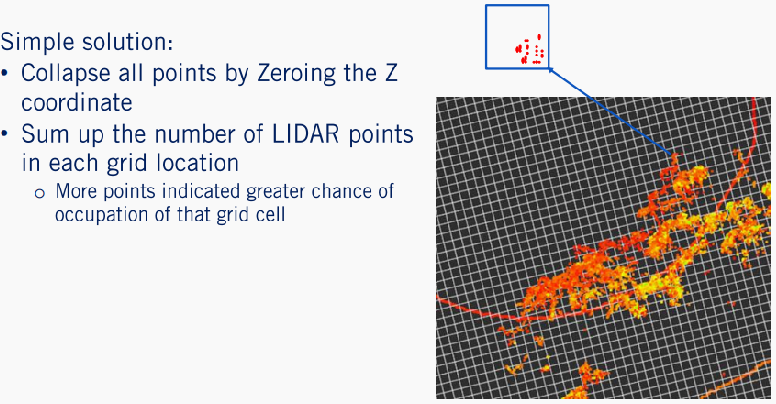 Simple solution:
• Collapse all points by Zeroing the Z
coordinate
• Sum up the number of LIDAR points
in each grid location
o More points indicated greater chance of
occupation of that grid cell